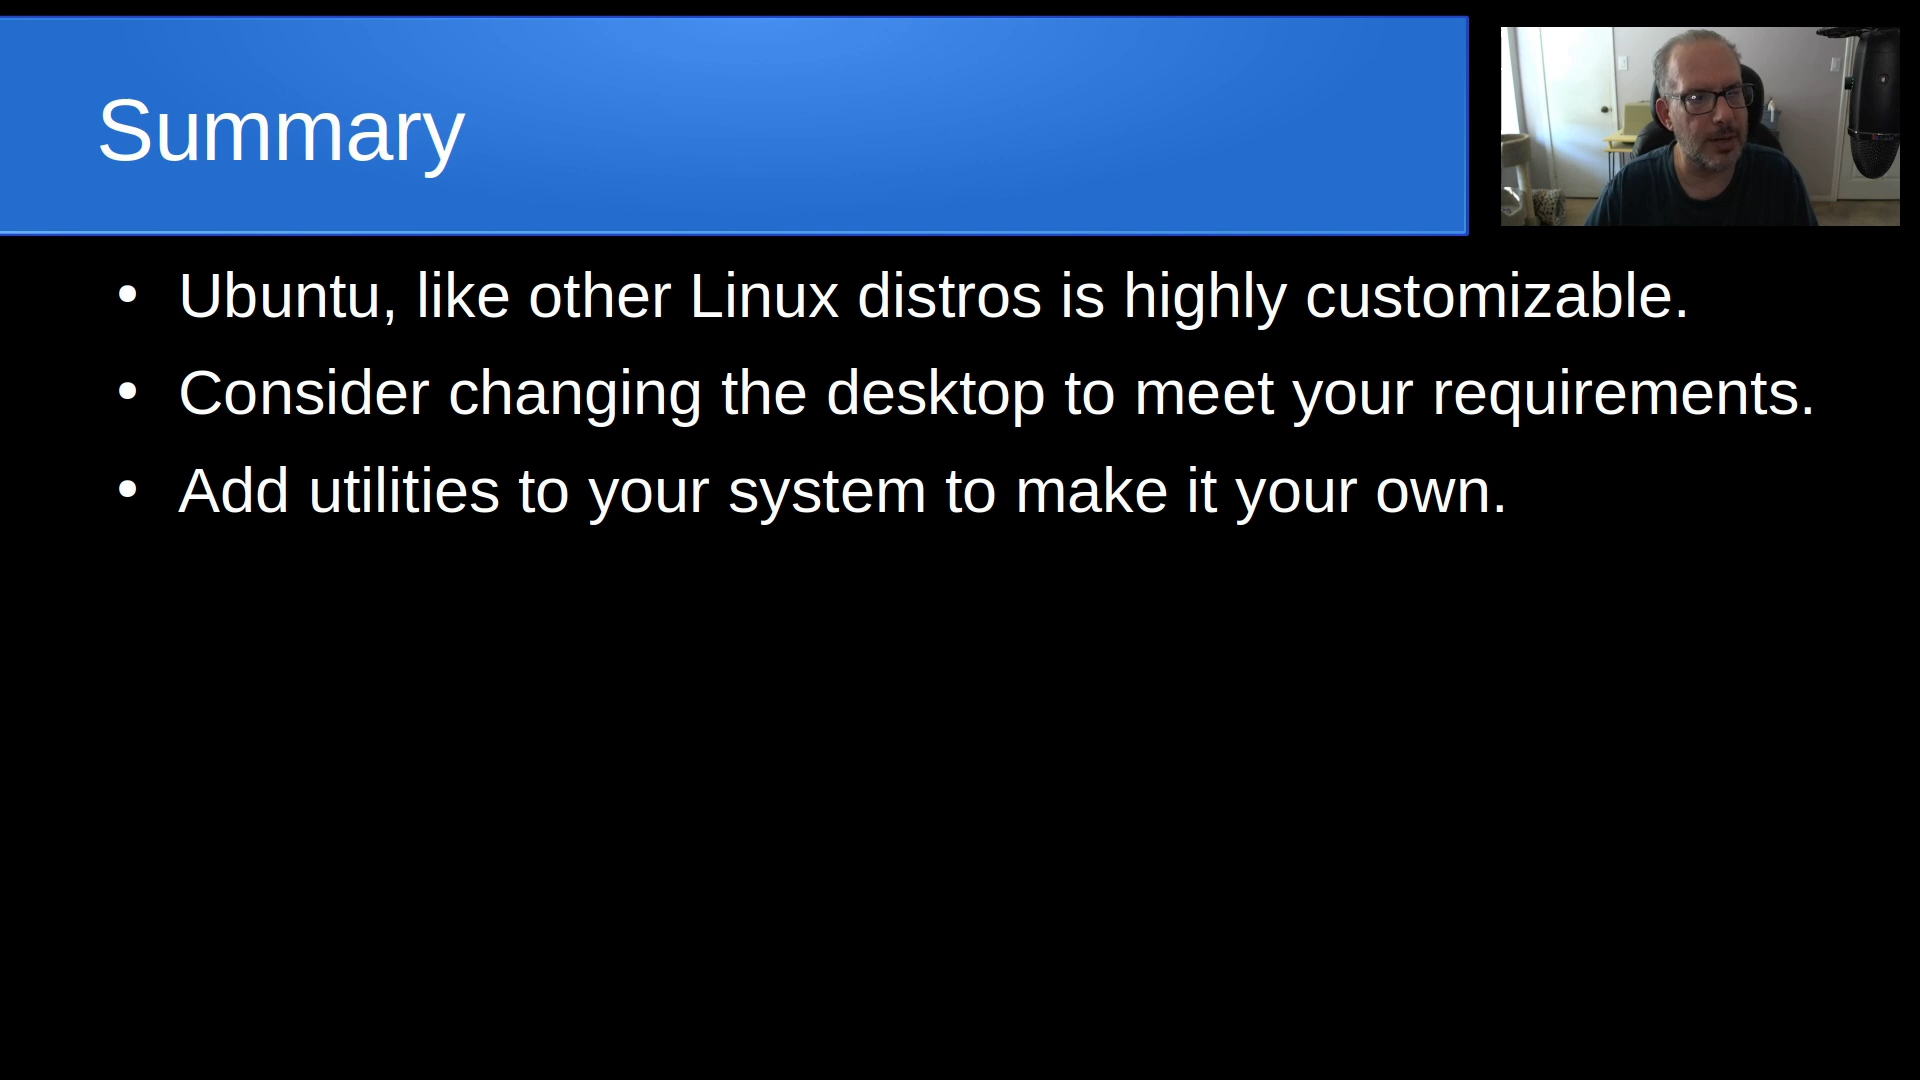 Summary
• Ubuntu, like other Linux distros is highly customizable.
• Consider changing the desktop to meet your requirements.
• Add utilities to your system to make it your own.